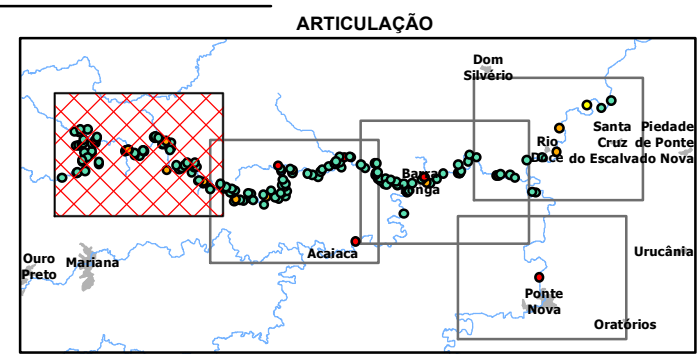 ARTICULAÇÃO
Dom
Silvério
Rio
Doce
Santa
Cruz
do Escalvado
Piedade
de Ponte
Nova
Barra
Longa
Acaiaca
Ouro
Preto
Mariana
Urucânia
Ponte
Nova
Oratórios